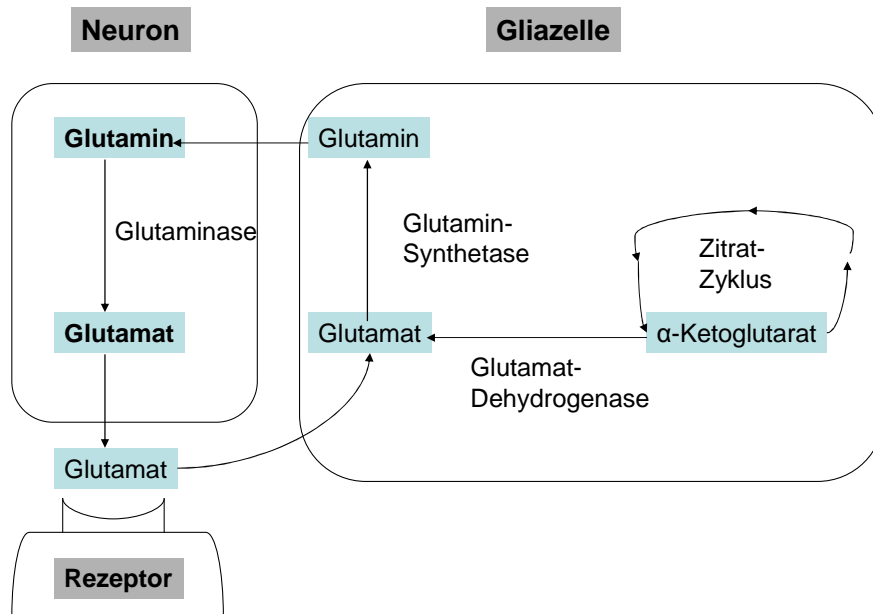 Neuron
Gliazelle
Glutamin
Glutamin
Glutaminase
Glutamin-
Synthetase
Zitrat-
Zyklus
Glutamat
Glutamat
α-Ketoglutarat
Glutamat-
Dehydrogenase
Glutamat
Rezeptor